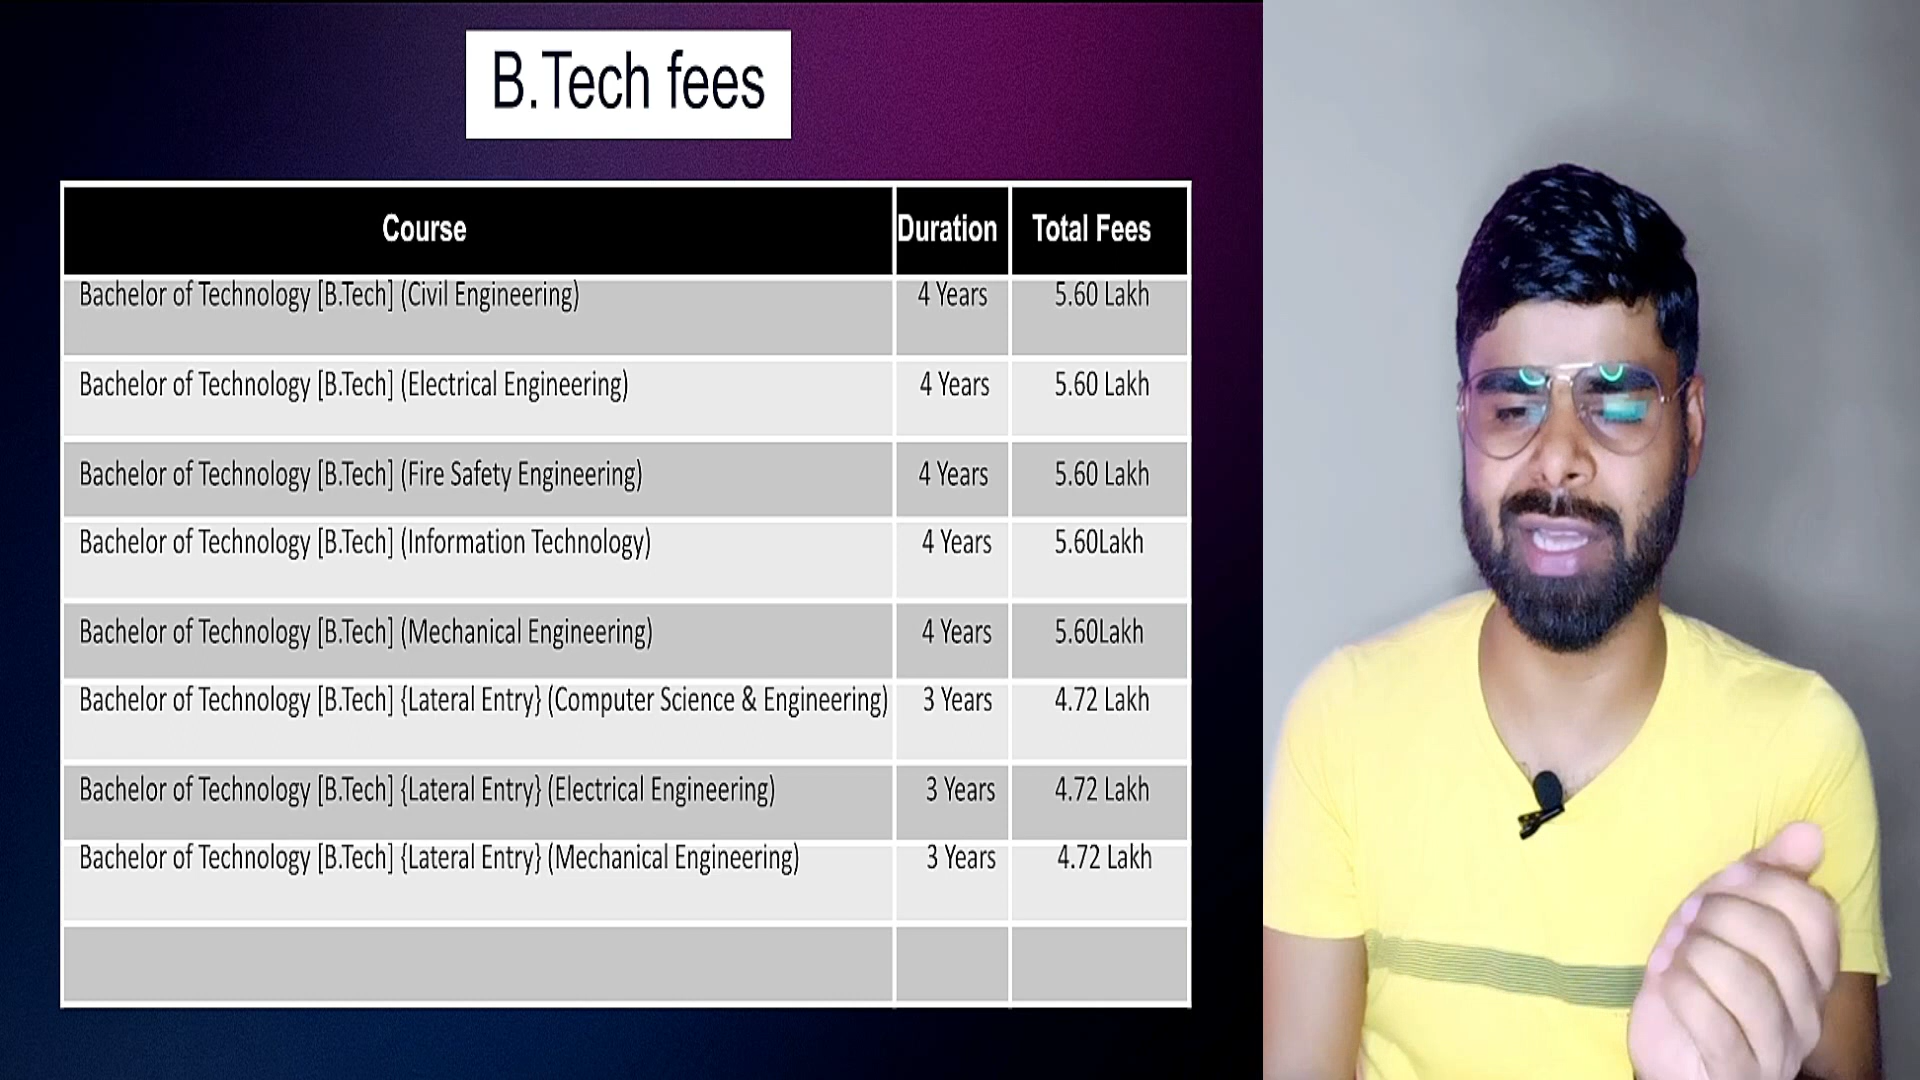 B.Tech fees
Course Duration Total Fees
Bachelor of Technology [B.Tech] (Civil Engineering) 4 Years 5.60 Lakh
Bachelor of Technology [B.Tech] (Electrical Engineering) 4 Years 5.60 Lakh
Bachelor of Technology [B.Tech] (Fire Safety Engineering) 4 Years 5.60 Lakh
Bachelor of Technology [B.Tech] (Information Technology) 4 Years 5.60Lakh
Bachelor of Technology [B.Tech] (Mechanical Engineering) 4 Years 5.60Lakh
Bachelor of Technology [B.Tech] {Lateral Entry} (Computer Science & Engineering) 3 Years 4.72 Lakh
Bachelor of Technology [B.Tech] {Lateral Entry} (Electrical Engineering) 3 Years 4.72 Lakh
Bachelor of Technology [B.Tech] {Lateral Entry} (Mechanical Engineering) 3 Years 4.72 Lakh